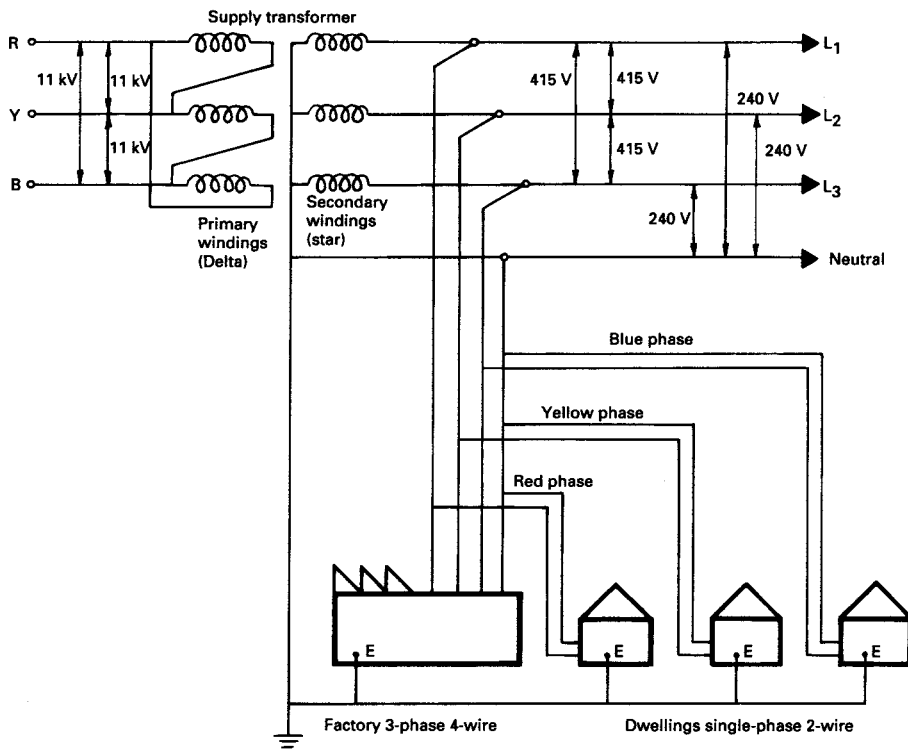 Supply transformer
R
L1
11 kV
11 kV
415 V
415 V
240 V
Y
L2
11 kV
415 V
240 V
B
L3
Primary
windings
(Delta)
Secondary
windings
(star)
240 V
Neutral
Blue phase
Yellow phase
Red phase
E
E
E
E
Factory 3-phase 4-wire
Dwellings single-phase 2-wire